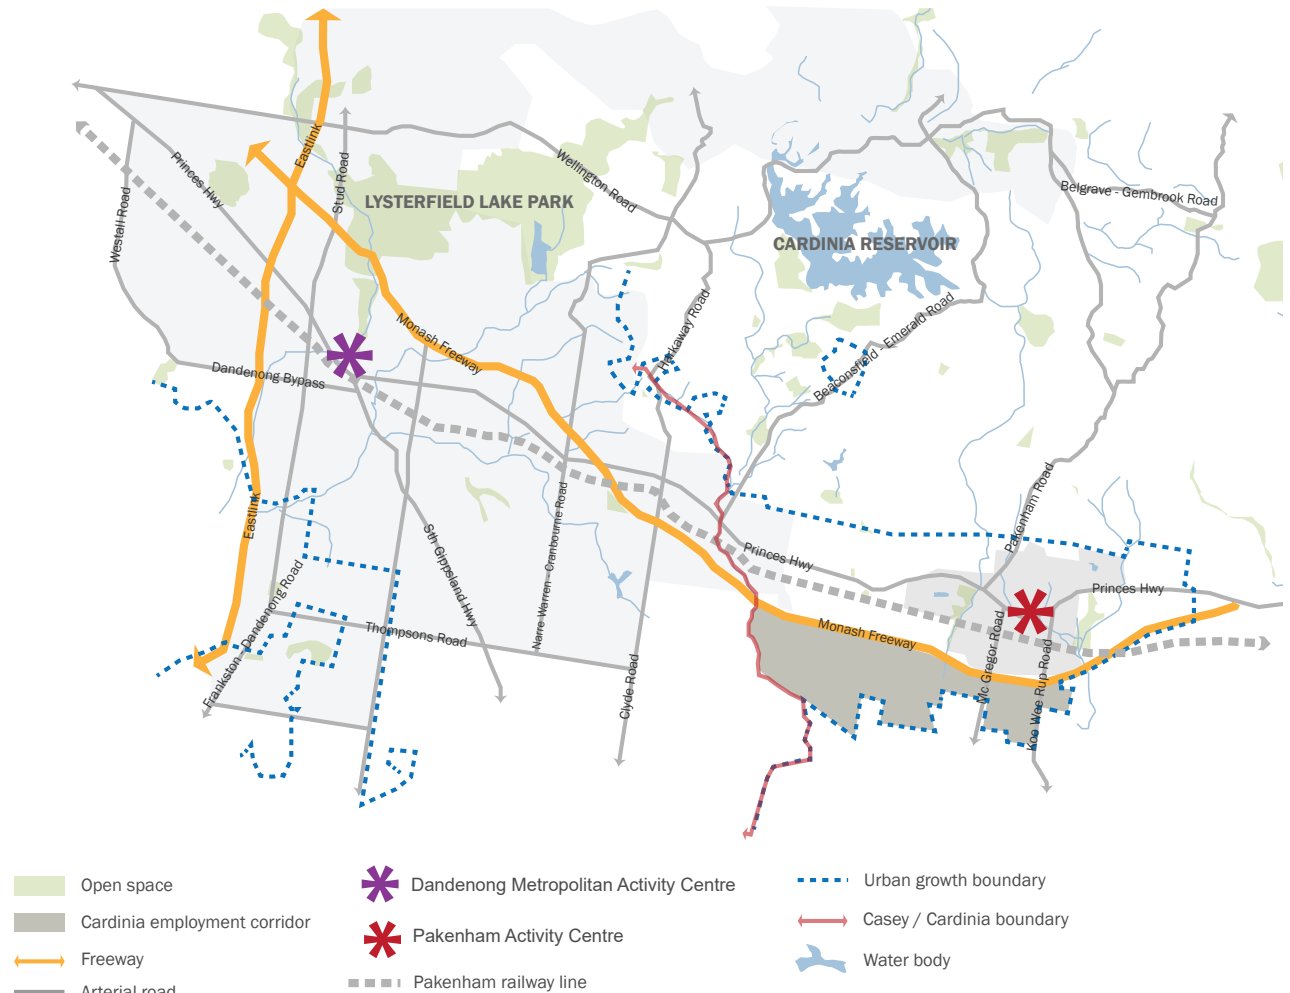 Eastlink
Princes Hwy
Stud Road
Westall Road
LYSTERFIELD LAKE PARK
Wellington Road
Belgrave - Gembrook Road
CARDINIA RESERVOIR
Monash Freeway
Harkaway Road
Beaconsfield - Emerald Road
Dandenong Bypass
Eastlink
Sth Gippsland Hwy
Narre Warren - Cranbourne Road
Pakenham Road
Princes Hwy
Princes Hwy
Frankston - Dandenong Road
Thompsons Road
Clyde Road
Monash Freeway
Mc Gregor Road
Koo Wee Rup Road
Open space
Cardinia employment corridor
Freeway
Arterial road
Dandenong Metropolitan Activity Centre
Pakenham Activity Centre
Pakenham railway line
Urban growth boundary
Casey / Cardinia boundary
Water body